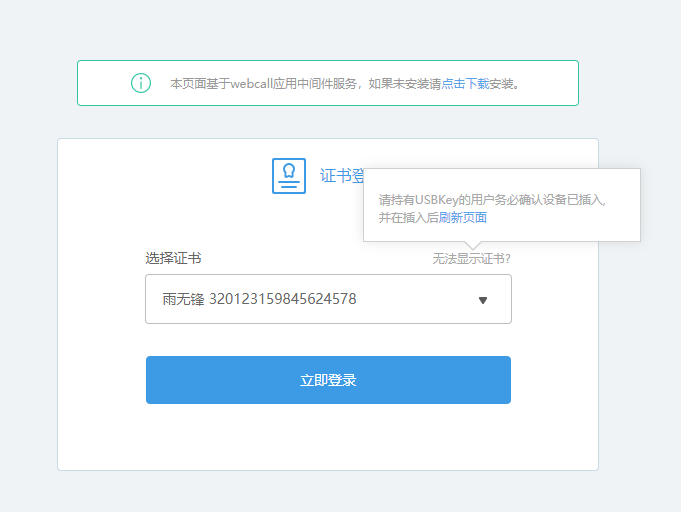 本页面基于webcall应用中间件服务，如果未安装请点击下载安装。
证书登
请持有USBKey的用户务必确认设备已插入，
并在插入后刷新页面
选择证书
无法显示证书?
雨无锋 320123159845624578
立即登录